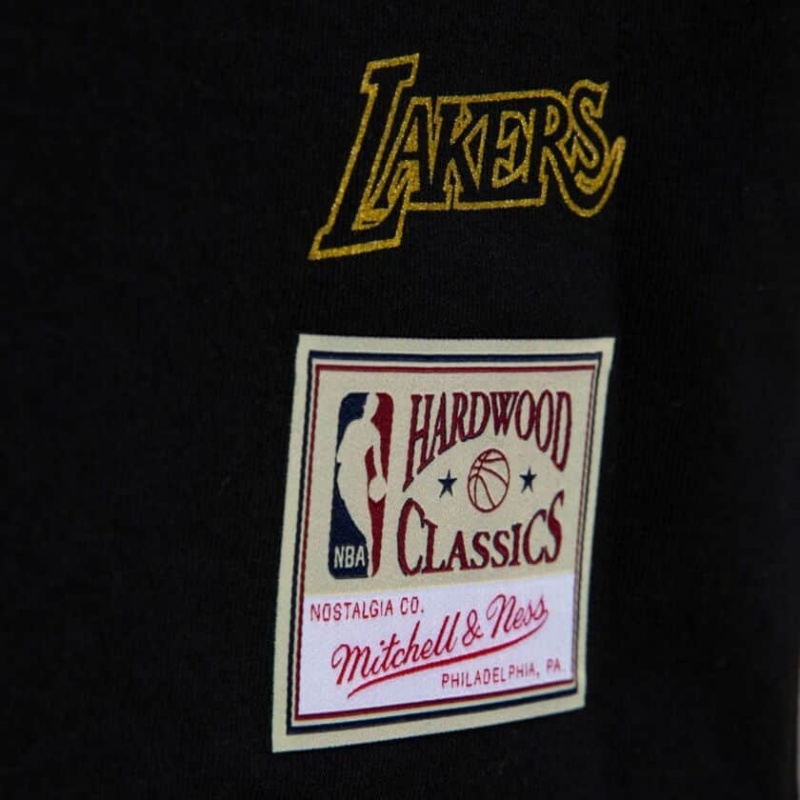 LAKERS
HARDWOOD
CLASSICS
NBA
NOSTALGIA CO.
Mitchell & Ness
PHILADELPHIA, PA.